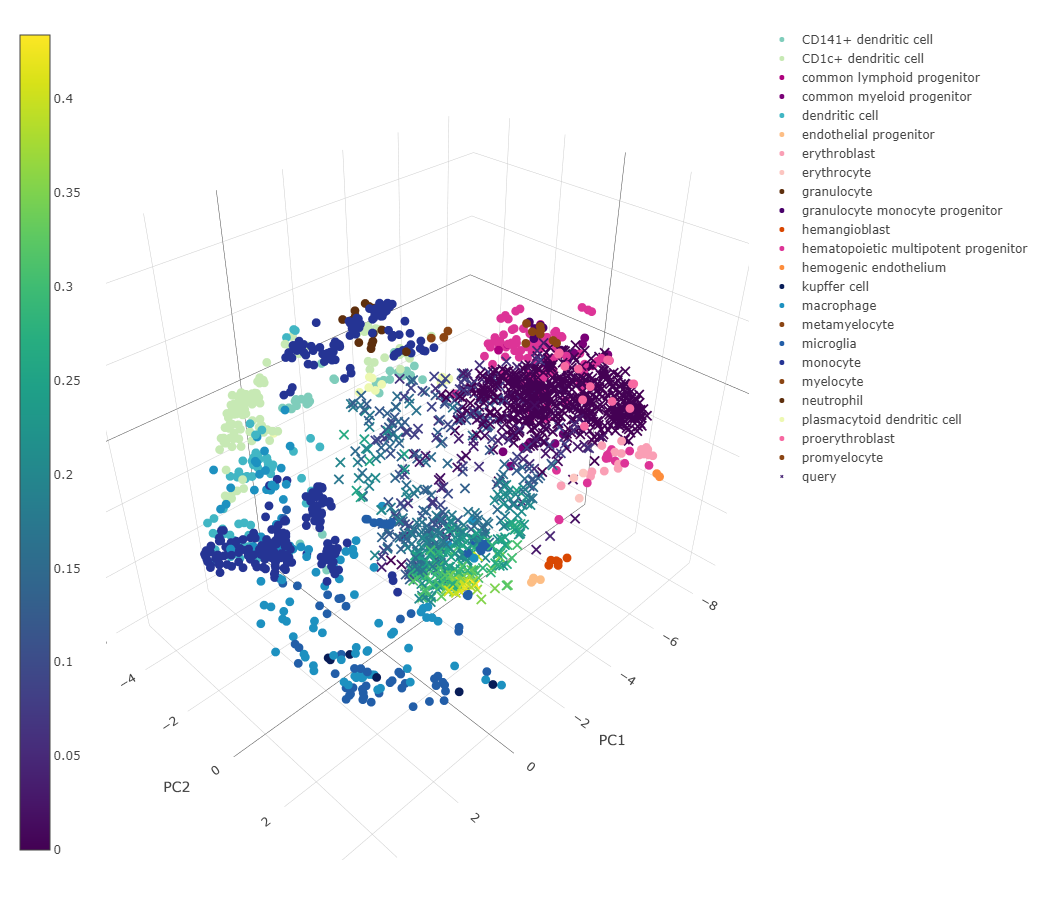 0.4
0.35
0.3
0.25
0.2
0.15
0.1
0.05
0
CD141+ dendritic cell
CD1c+ dendritic cell
common lymphoid progenitor
common myeloid progenitor
dendritic cell
endothelial progenitor
erythroblast
erythrocyte
granulocyte
granulocyte monocyte progenitor
hemangioblast
hematopoietic multipotent progenitor
hemogenic endothelium
kupffer cell
macrophage
metamyelocyte
microglia
monocyte
myelocyte
neutrophil
plasmacytoid dendritic cell
proerythroblast
promyelocyte
query
−4
−2
0
2
PC2
−8
−6
−4
−2
0
2
PC1